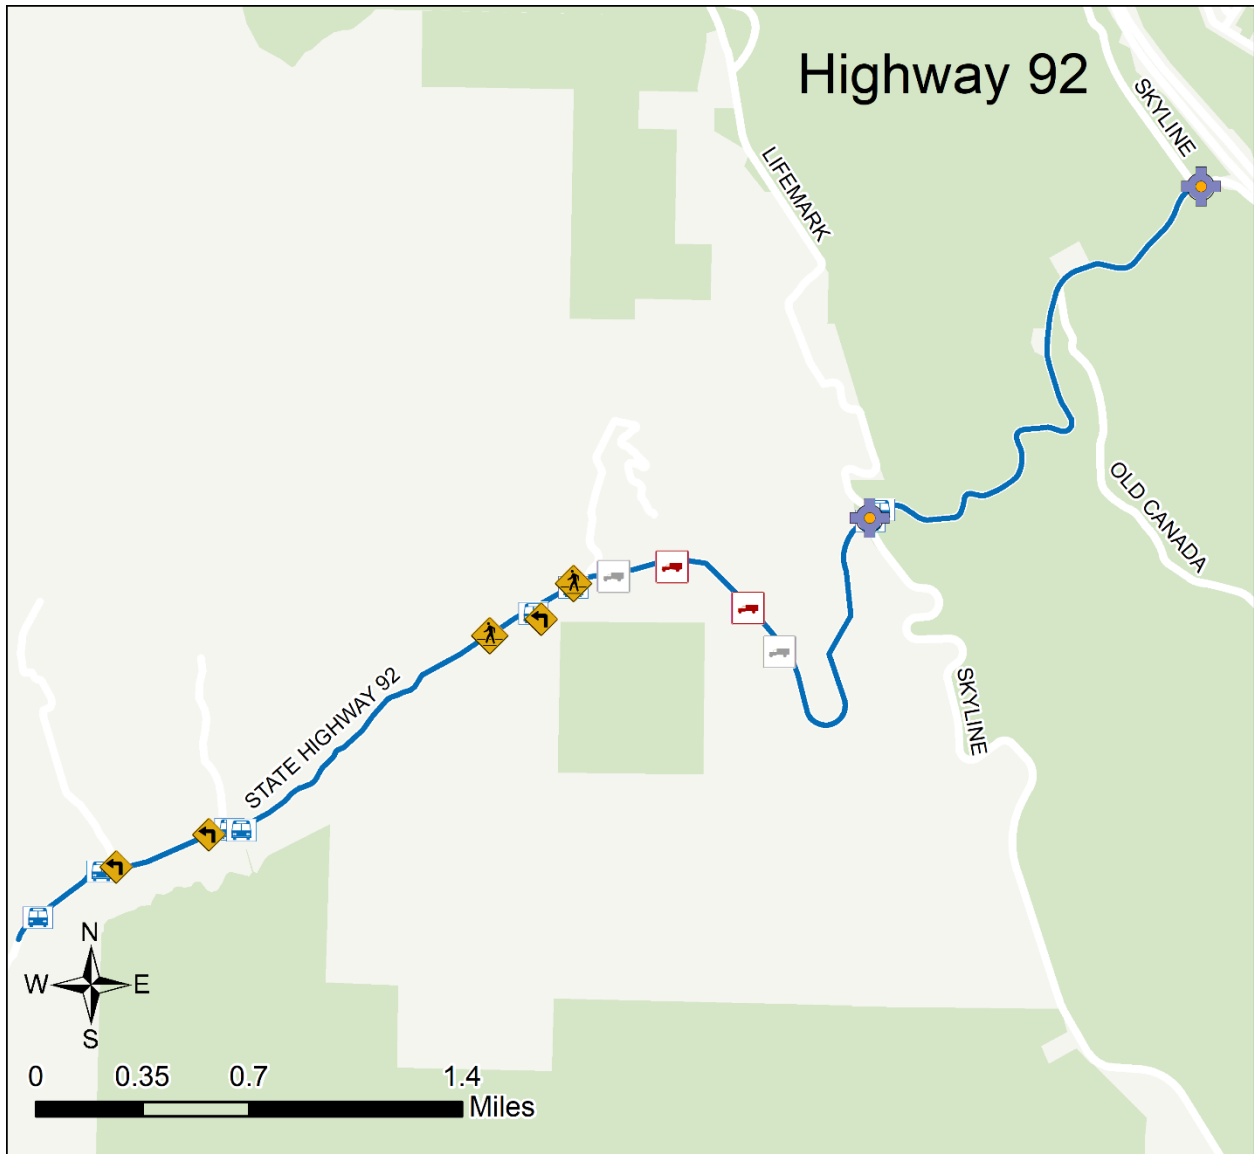 Highway 92
SKYLINE
LIFEMARK
OLD CANADA
SKYLINE
STATE HIGHWAY 92
N
W
E
S
0 0.35 0.7 1.4
Miles